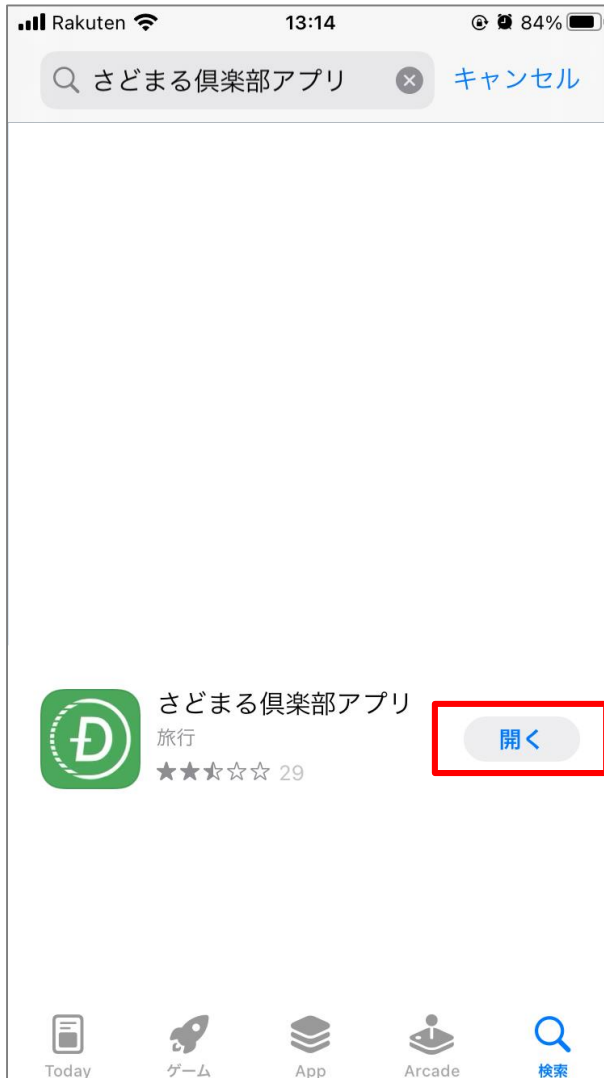 Rakuten 13:14 84%
さどまる倶楽部アプリ キャンセル
さどまる倶楽部アプリ
旅行
開く
29
Today ゲーム App Arcade 検索